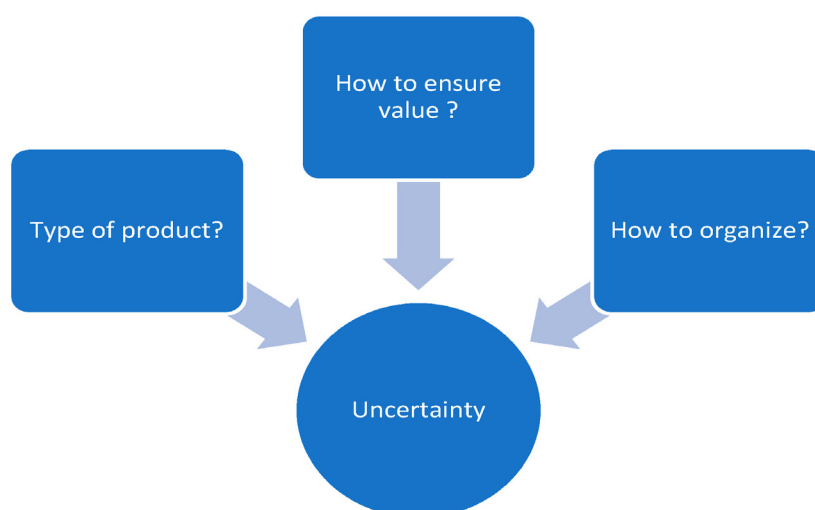 How to ensure
value ?
Type of product?
How to organize?
Uncertainty